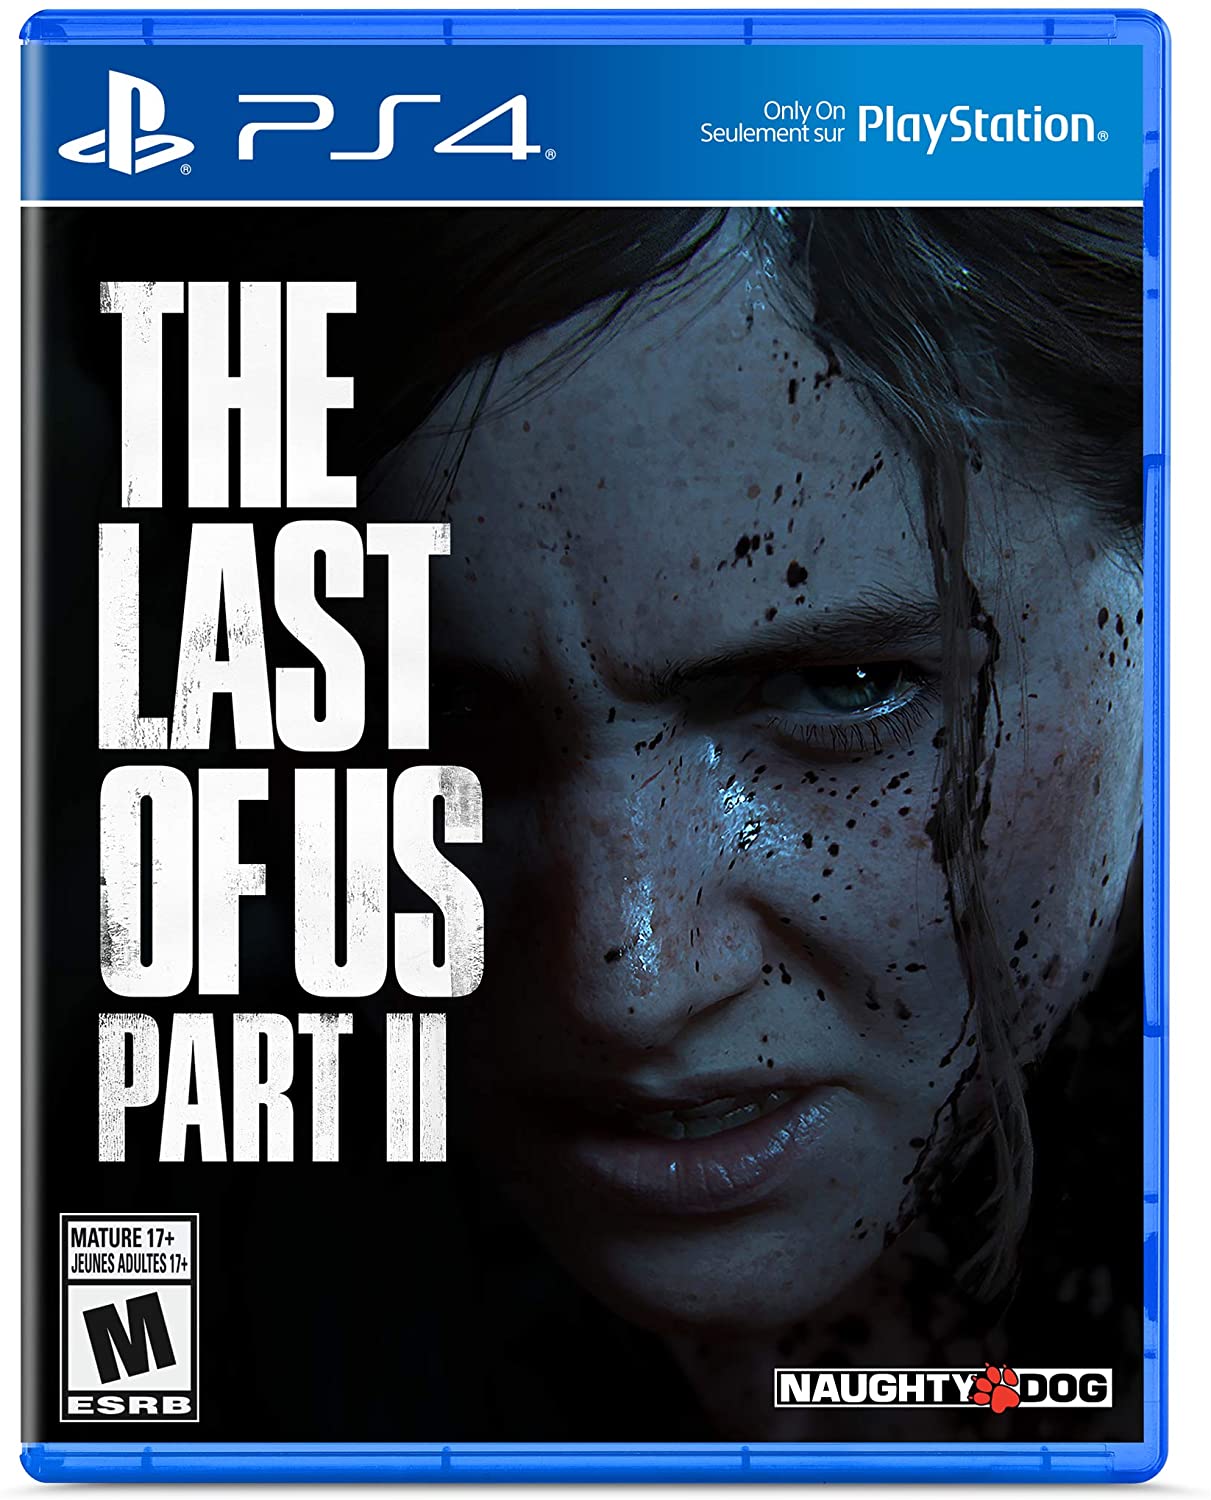 PS4
Only On
Seulement sur
PlayStation
THE
LAST
OF US
PART II
MATURE 17+
JEUNES ADULTES 17+
M
ESRB
NAUGHTY DOG